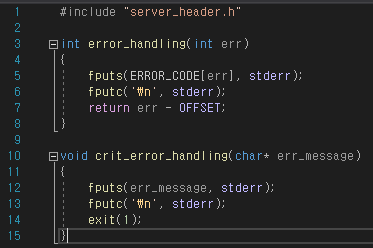 1 #include "server_header.h"
2
3 int error_handling(int err)
4 {
5 fputs(ERROR_CODE[err], stderr);
6 fputc('₩n', stderr);
7 return err - OFFSET;
8 }
9
10 void crit_error_handling(char* err_message)
11 {
12 fputs(err_message, stderr);
13 fputc('₩n', stderr);
14 exit(1);
15 }